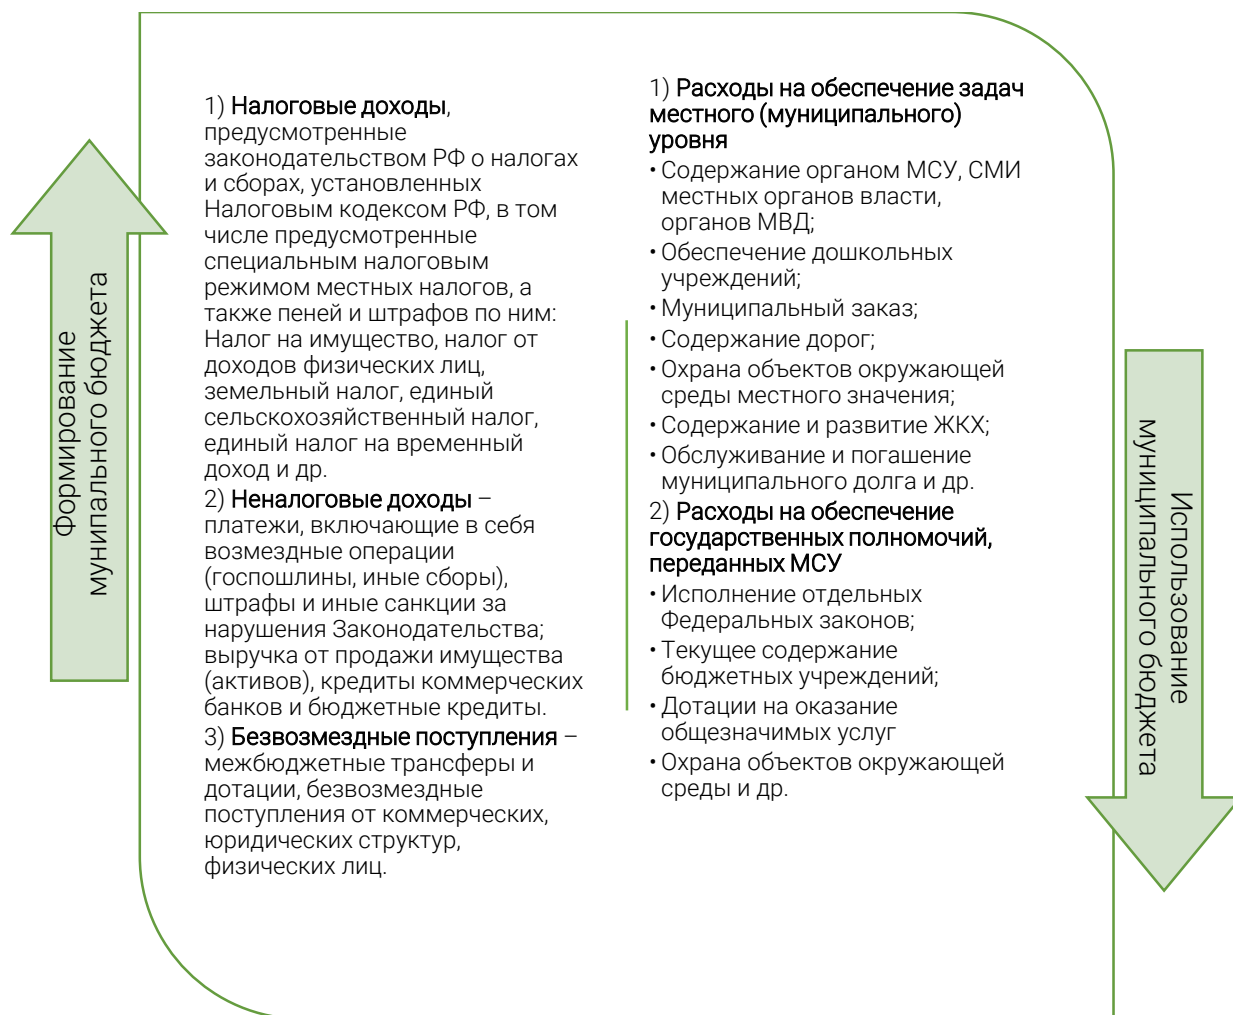 Формирование
мунипального бюджета
1) Налоговые доходы,
предусмотренные
законодательством РФ о налогах
и сборах, установленных
Налоговым кодексом РФ, в том
числе предусмотренные
специальным налоговым
режимом местных налогов, а
также пеней и штрафов по ним:
Налог на имущество, налог от
доходов физических лиц,
земельный налог, единый
сельскохозяйственный налог,
единый налог на временный
доход и др.
2) Неналоговые доходы –
платежи, включающие в себя
возмездные операции
(госпошлины, иные сборы),
штрафы и иные санкции за
нарушения Законодательства;
выручка от продажи имущества
(активов), кредиты коммерческих
банков и бюджетные кредиты.
3) Безвозмездные поступления –
межбюджетные трансферы и
дотации, безвозмездные
поступления от коммерческих,
юридических структур,
физических лиц.
1) Расходы на обеспечение задач
местного (муниципального)
уровня
• Содержание органом МСУ, СМИ
местных органов власти,
органов МВД;
• Обеспечение дошкольных
учреждений;
• Муниципальный заказ;
• Содержание дорог;
• Охрана объектов окружающей
среды местного значения;
• Содержание и развитие ЖКХ;
• Обслуживание и погашение
муниципального долга и др.
2) Расходы на обеспечение
государственных полномочий,
переданных МСУ
• Исполнение отдельных
Федеральных законов;
• Текущее содержание
бюджетных учреждений;
• Дотации на оказание
общезначимых услуг
• Охрана объектов окружающей
среды и др.
Использование
муниципального бюджета